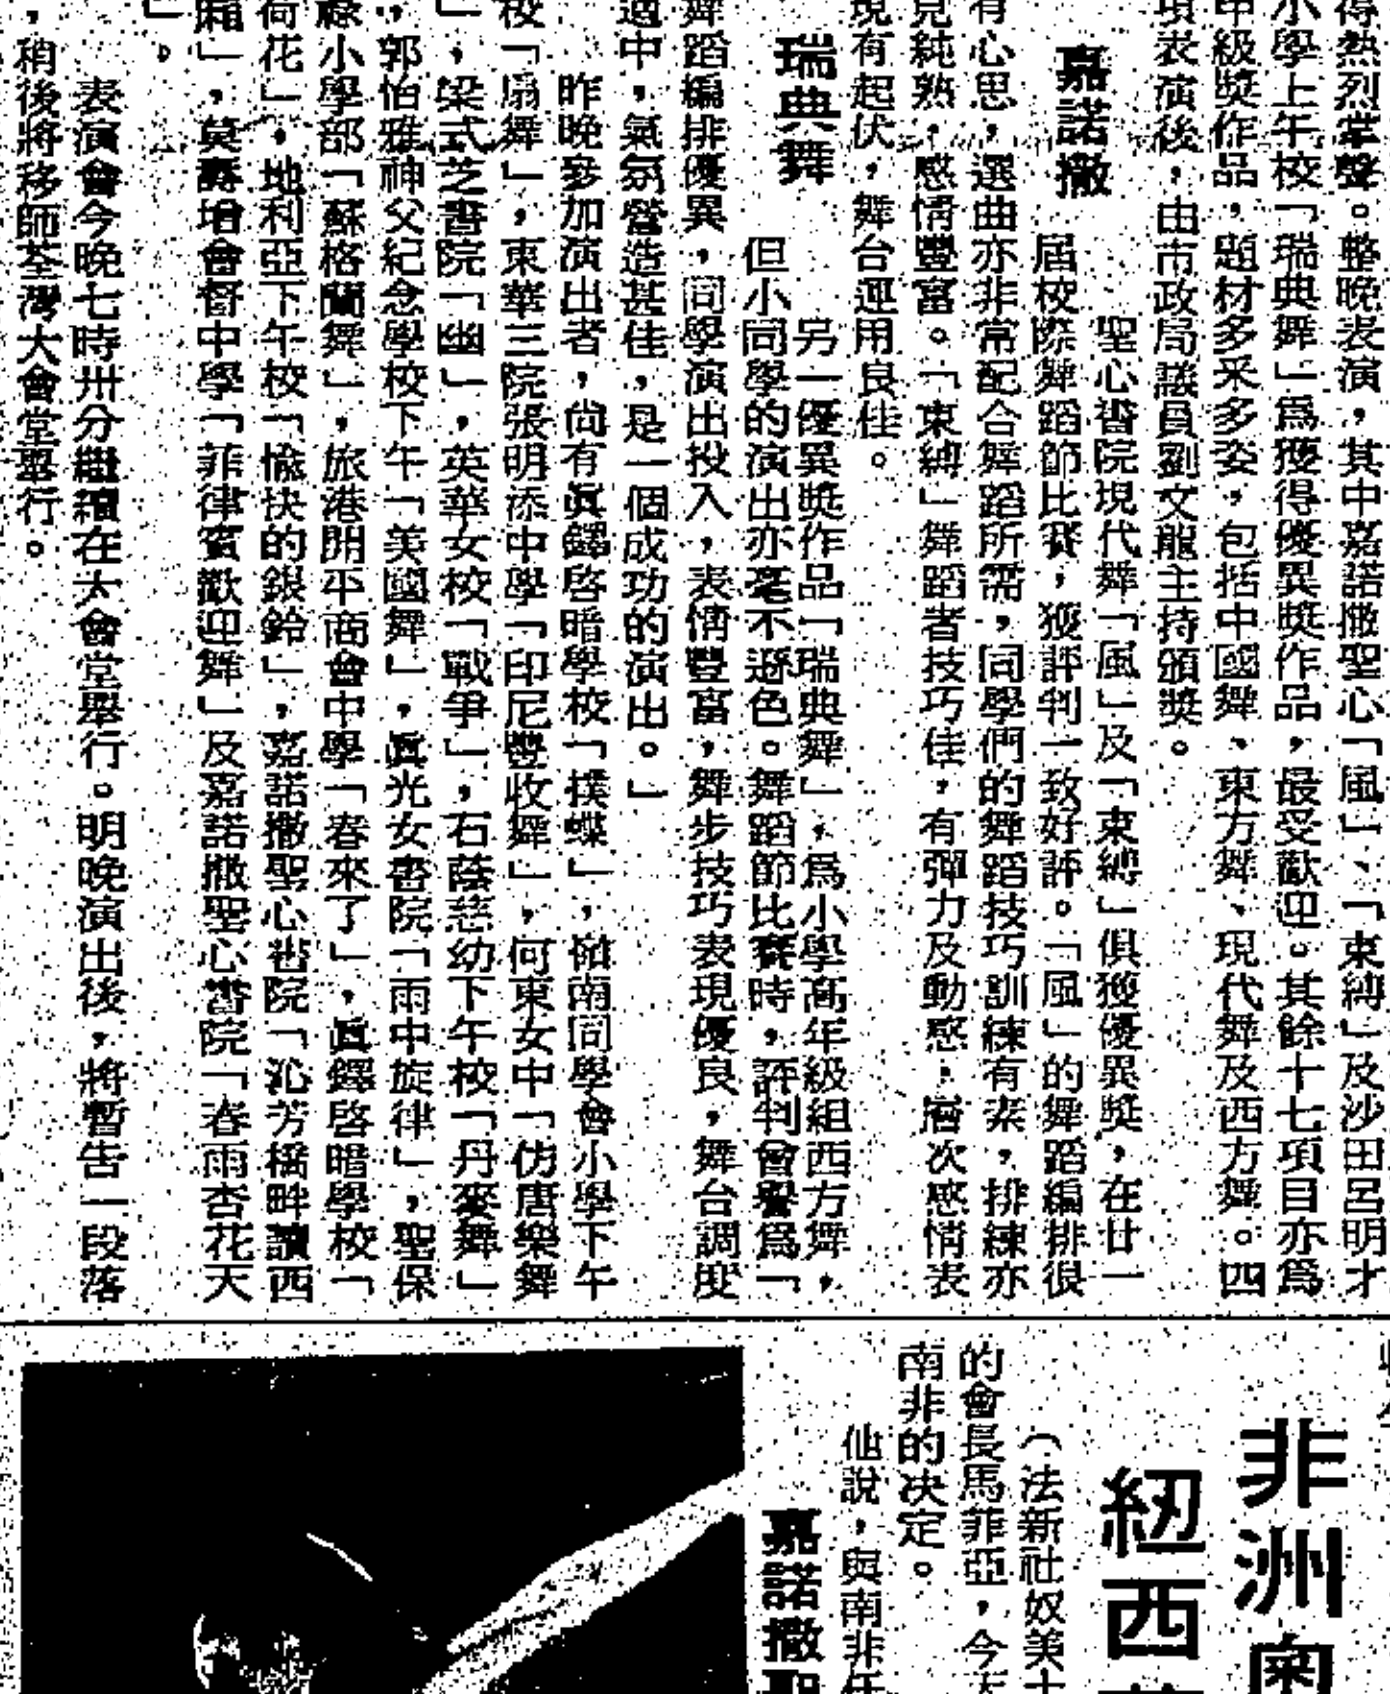 得熱烈掌聲。整晚表演，其中嘉諾撒聖心「風」、「束縛」及沙田呂明才
小學上午校「瑞典舞」爲獲得優異獎作品，最受歡迎。其餘十七項目亦爲
甲級獎作品，題材多采多姿，包括中國舞、東方舞、現代舞及西方舞。四
項表演後，由市政局議員劉文龍主持頒獎。
嘉諾撒
聖心書院現代舞「風」及「束縛」俱獲優異獎，在廿一
屆校際舞蹈節比賽，獲評判一致好評。「風」的舞蹈編排很
有心思，選曲亦非常配合舞蹈所需，同學們的舞蹈技巧訓練有素，排練亦
見純熟，感情豐富。「束縛」舞蹈者技巧佳，有彈力及動感，層次感情表
現有起伏，舞台運用良佳。
瑞典舞
另一優異獎作品「瑞典舞」，爲小學高年級組西方舞，
但小同學的演出亦毫不遜色。舞蹈節比賽時，評判會譽爲「
舞蹈編排優異，同學演出投入，表情豐富，舞步技巧表現優良，舞台調度
適中，氣氛營造甚佳，是一個成功的演出。」
昨晚參加演出者，尚有眞鐸啓喑學校「撲蝶」，嶺南同學會小學下午
校「扇舞」，東華三院張明添中學「印尼豐收舞」，何東女中「仿唐樂舞
」，梁式芝書院「幽」，英華女校「戰爭」，石蔭慈幼下午校「丹麥舞」
，郭怡雅神父紀念學校下午「美國舞」，眞光女書院「雨中旋律」，聖保
祿小學部「蘇格蘭舞」，旅港開平商會中學「春來了」，眞鐸啓喑學校「
荷花」，地利亞下午校「愉快的銀鈴」，嘉諾撒聖心書院「沁芳橋畔讀西
廂」，莫壽增會督中學「菲律賓歡迎舞」及嘉諾撒聖心書院「春雨杏花天
」。
表演會今晚七時卅分繼續在大會堂舉行。明晚演出後，將暫告一段落
，稍後將移師荃灣大會堂舉行。
非洲奧
紐西
（法新社奴美
的會長馬菲亞，今
南非的決定。
他說，與南非任
嘉諾撒聖